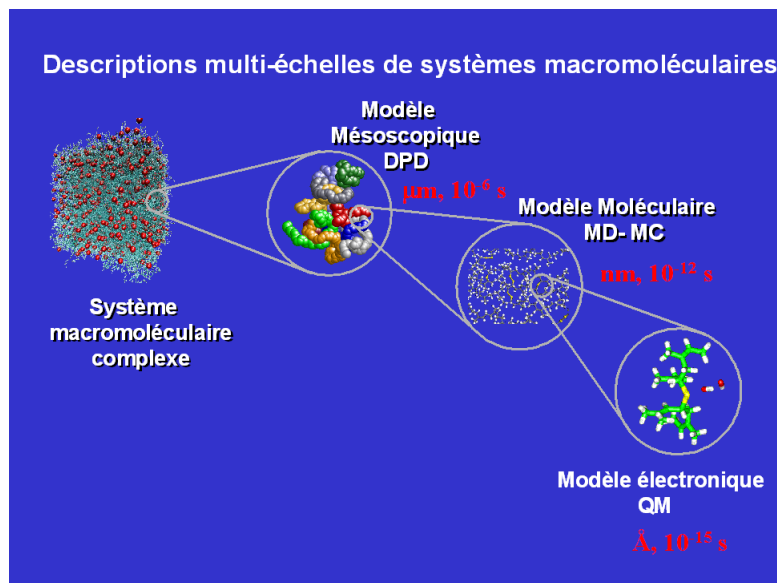 Descriptions multi-échelles de systèmes macromoléculaires
Modèle
Mésoscopique
DPD
µm, 10⁻⁶ s
Modèle Moléculaire
MD- MC
nm, 10⁻¹² s
Système
macromoléculaire
complexe
Modèle électronique
QM
Å, 10⁻¹⁵ s